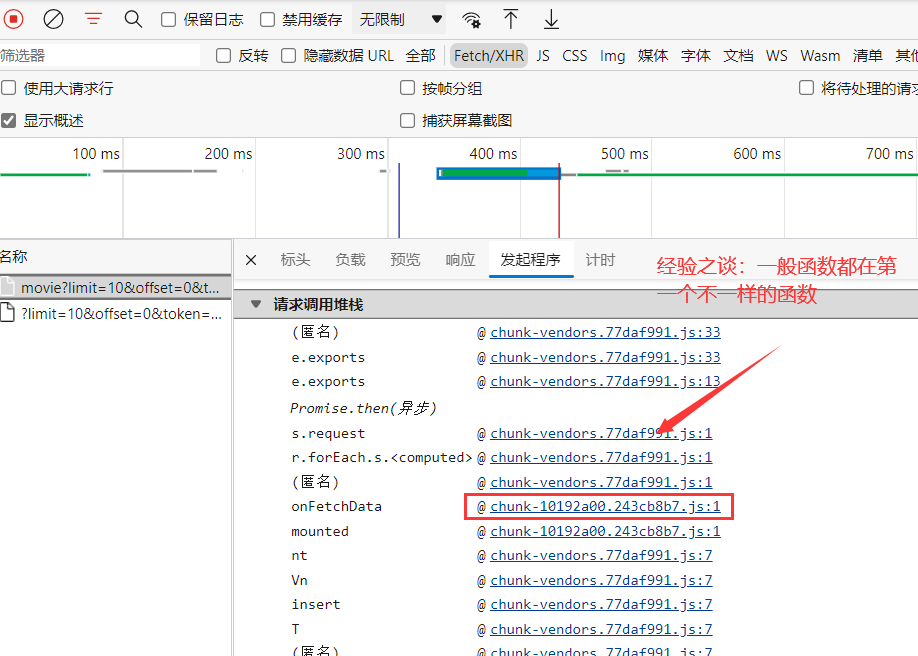 保留日志 禁用缓存 无限制
筛选器 反转 隐藏数据 URL 全部 Fetch/XHR JS CSS Img 媒体 字体 文档 WS Wasm 清单 其他
使用大请求行 按帧分组 将待处理的请求
显示概述 捕获屏幕截图
100 ms 200 ms 300 ms 400 ms 500 ms 600 ms 700 ms
名称 标头 负载 预览 响应 发起程序 计时
经验之谈：一般函数都在第
一个不一样的函数
movie?limit=10&offset=0&t...
?limit=10&offset=0&token=...
请求调用堆栈
(匿名) @ chunk-vendors.77daf991.js:33
e.exports @ chunk-vendors.77daf991.js:33
e.exports @ chunk-vendors.77daf991.js:13
Promise.then(异步)
s.request @ chunk-vendors.77daf991.js:1
r.forEach.s.<computed> @ chunk-vendors.77daf991.js:1
(匿名) @ chunk-vendors.77daf991.js:1
onFetchData @ chunk-10192a00.243cb8b7.js:1
mounted @ chunk-10192a00.243cb8b7.js:1
nt @ chunk-vendors.77daf991.js:7
Vn @ chunk-vendors.77daf991.js:7
insert @ chunk-vendors.77daf991.js:7
T @ chunk-vendors.77daf991.js:7
(匿名) @ chunk-vendors.77daf991.js:7